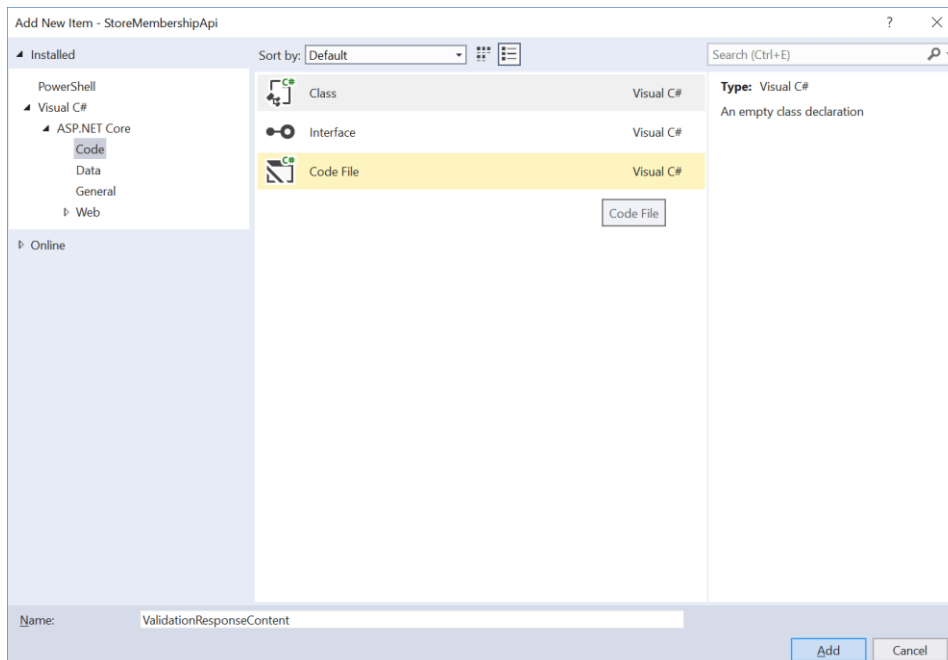 Add New Item - StoreMembershipApi
?
Installed
Sort by: Default
Search (Ctrl+E)
PowerShell
Visual C#
ASP.NET Core
Code
Data
General
Web
Online
C# Class Visual C#
Interface Visual C#
C# Code File Visual C#
Code File
Type: Visual C#
An empty class declaration
Name: ValidationResponseContent
Add Cancel